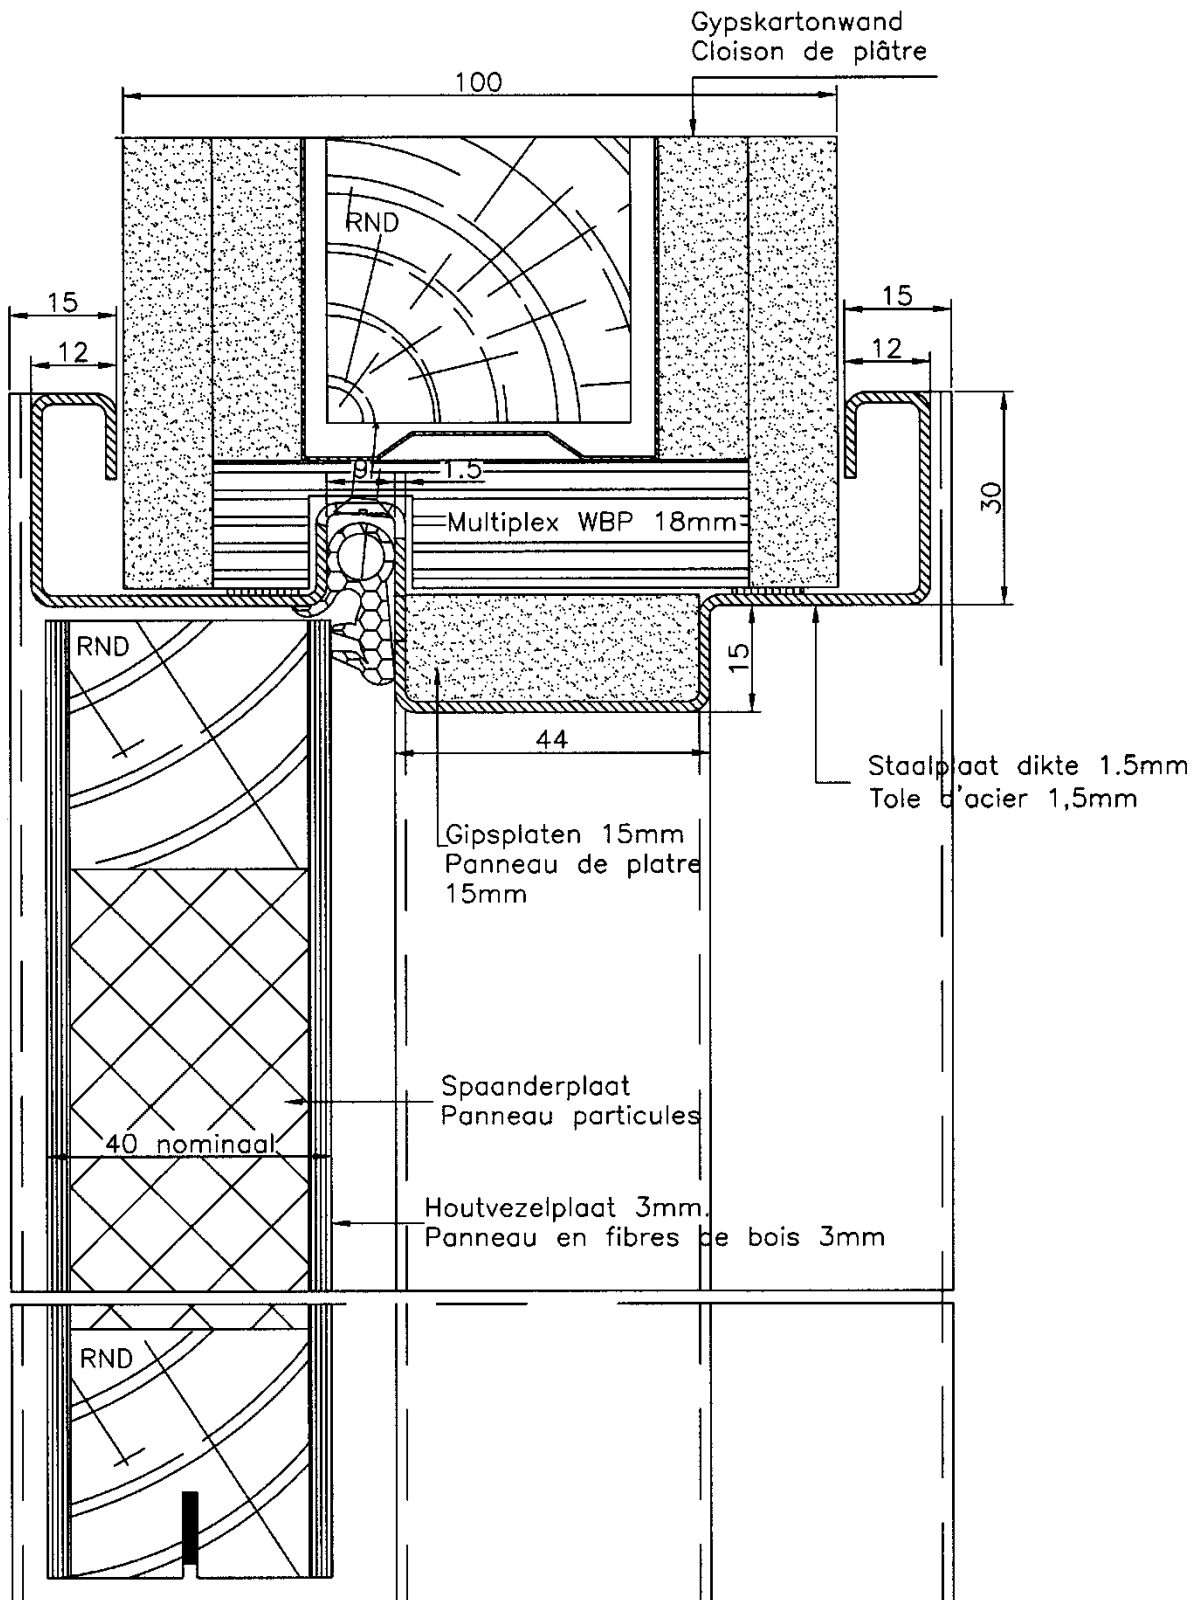 Gypskartonwand
Cloison de plâtre
100
RND
15
12
15
12
9
1.5
30
Multiplex WBP 18mm
RND
15
44
Staalplaat dikte 1.5mm
Tole d'acier 1,5mm
Gipsplaten 15mm
Panneau de platre
15mm
Spaanderplaat
Panneau particules
40 nominaal
Houtvezelplaat 3mm.
Panneau en fibres de bois 3mm
RND